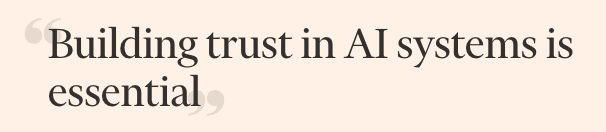 “Building trust in AI systems is
essential”